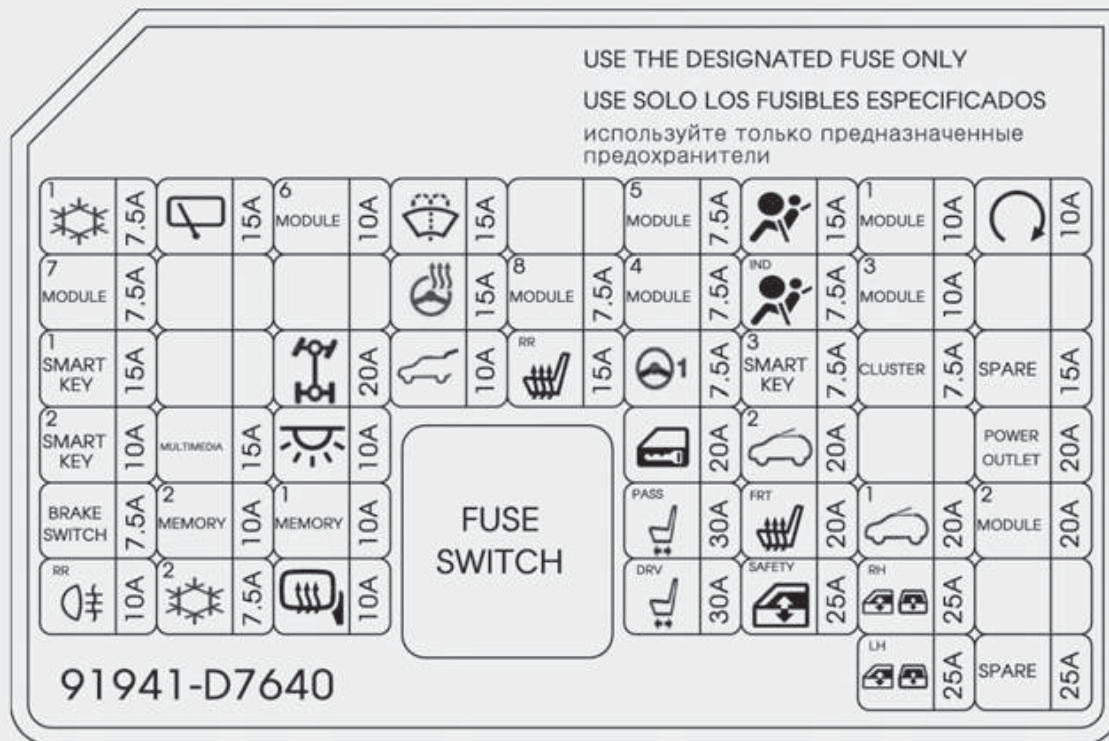 USE THE DESIGNATED FUSE ONLY
USE SOLO LOS FUSIBLES ESPECIFICADOS
используйте только предназначенные
предохранители
1 7.5A 15A 6 MODULE 10A 15A 5 MODULE 7.5A 15A 1 MODULE 10A 10A
7 MODULE 7.5A 15A 8 MODULE 7.5A 4 MODULE 7.5A IND 7.5A 3 MODULE 10A
1 SMART KEY 15A 20A 10A RR 15A 1 7.5A 3 SMART KEY 7.5A CLUSTER 7.5A SPARE 15A
2 SMART KEY 10A MULTIMEDIA 15A 10A 20A 2 20A POWER OUTLET 20A
BRAKE SWITCH 7.5A 2 MEMORY 10A 1 MEMORY 10A FUSE SWITCH PASS 30A FRT 20A 1 20A 2 MODULE 20A
RR 10A 2 7.5A 10A DRV 30A SAFETY 25A RH 25A
LH 25A SPARE 25A
91941-D7640